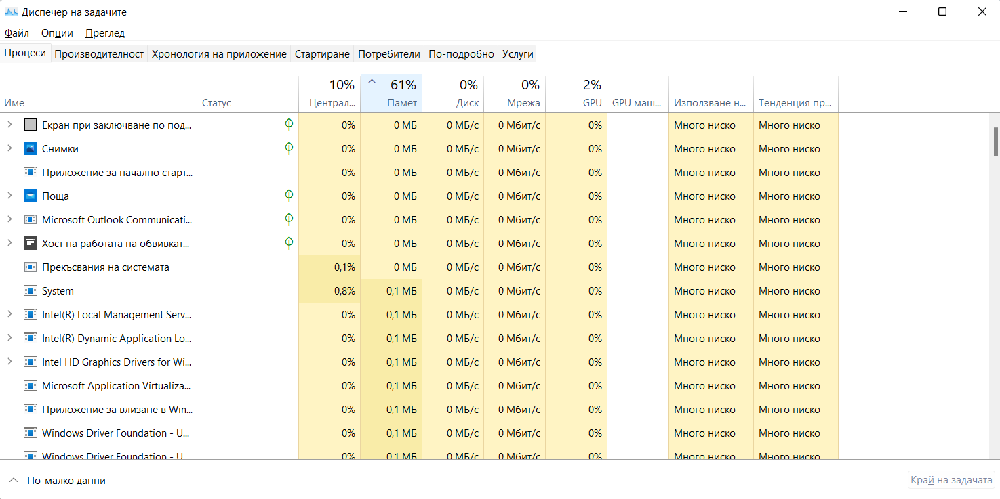 Диспечер на задачите
Файл Опции Преглед
Процеси Производителност Хронология на приложение Стартиране Потребители По-подробно Услуги
10% 61% 0% 0% 2%
Име Статус Централ... Памет Диск Мрежа GPU GPU маш... Използване н... Тенденция пр...
Екран при заключване по под... 0% 0 МБ 0 МБ/с 0 Мбит/с 0% Много ниско Много ниско
Снимки 0% 0 МБ 0 МБ/с 0 Мбит/с 0% Много ниско Много ниско
Приложение за начално старт... 0% 0 МБ 0 МБ/с 0 Мбит/с 0% Много ниско Много ниско
Поща 0% 0 МБ 0 МБ/с 0 Мбит/с 0% Много ниско Много ниско
Microsoft Outlook Communicati... 0% 0 МБ 0 МБ/с 0 Мбит/с 0% Много ниско Много ниско
Хост на работата на обвивкат... 0% 0 МБ 0 МБ/с 0 Мбит/с 0% Много ниско Много ниско
Прекъсвания на системата 0,1% 0 МБ 0 МБ/с 0 Мбит/с 0% Много ниско Много ниско
System 0,8% 0,1 МБ 0 МБ/с 0 Мбит/с 0% Много ниско Много ниско
Intel(R) Local Management Serv... 0% 0,1 МБ 0 МБ/с 0 Мбит/с 0% Много ниско Много ниско
Intel(R) Dynamic Application Lo... 0% 0,1 МБ 0 МБ/с 0 Мбит/с 0% Много ниско Много ниско
Intel HD Graphics Drivers for Wi... 0% 0,1 МБ 0 МБ/с 0 Мбит/с 0% Много ниско Много ниско
Microsoft Application Virtualiza... 0% 0,1 МБ 0 МБ/с 0 Мбит/с 0% Много ниско Много ниско
Приложение за влизане в Win... 0% 0,1 МБ 0 МБ/с 0 Мбит/с 0% Много ниско Много ниско
Windows Driver Foundation - U... 0% 0,1 МБ 0 МБ/с 0 Мбит/с 0% Много ниско Много ниско
Windows Driver Foundation - U... 0% 0,1 МБ 0 МБ/с 0 Мбит/с 0% Много ниско Много ниско
По-малко данни Край на задачата